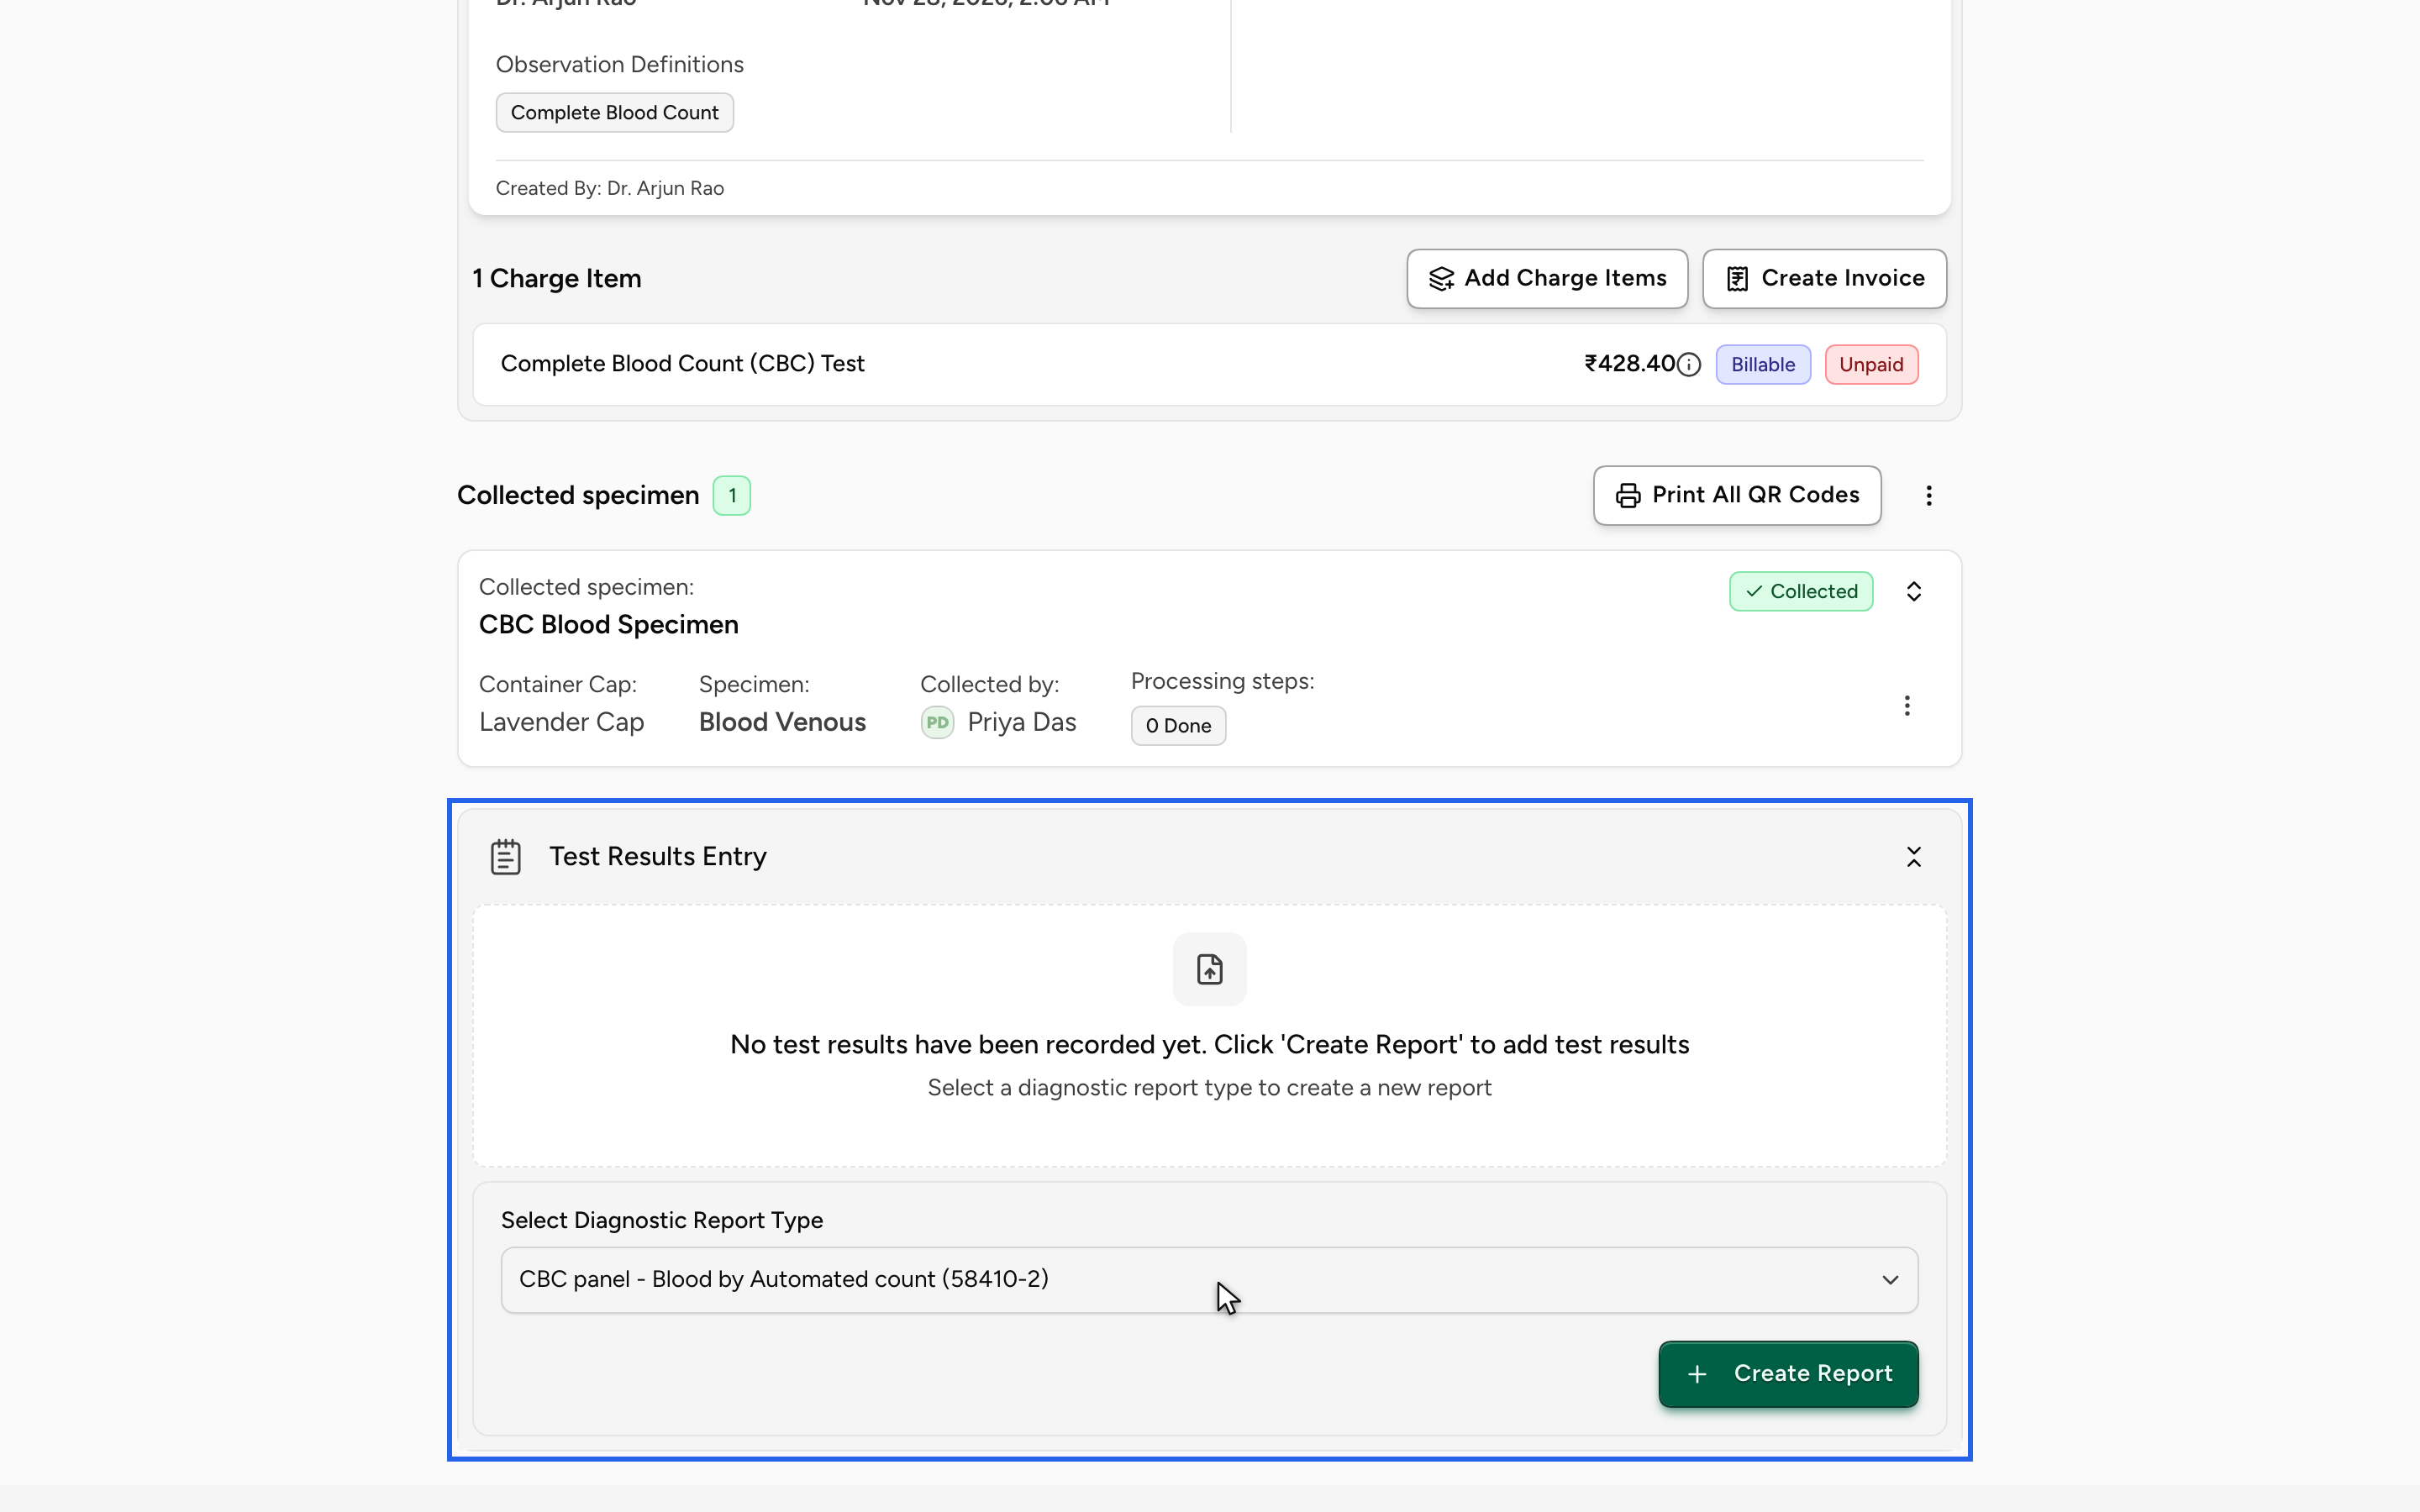 Dr. Arjun Rao
Observation Definitions
Complete Blood Count
Created By: Dr. Arjun Rao
1 Charge Item
Add Charge Items
Create Invoice
Complete Blood Count (CBC) Test
₹428.40
Billable
Unpaid
Collected specimen 1
Print All QR Codes
Collected specimen:
Collected
CBC Blood Specimen
Container Cap:
Specimen:
Collected by:
Processing steps:
Lavender Cap
Blood Venous
PD Priya Das
0 Done
Test Results Entry
No test results have been recorded yet. Click 'Create Report' to add test results
Select a diagnostic report type to create a new report
Select Diagnostic Report Type
CBC panel - Blood by Automated count (58410-2)
Create Report